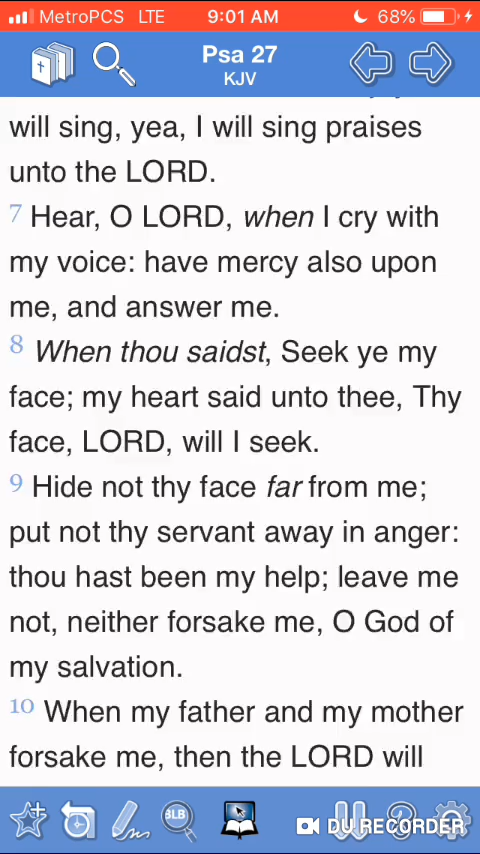 MetroPCS LTE 9:01 AM 68%
Psa 27
KJV
will sing, yea, I will sing praises
unto the LORD.
7 Hear, O LORD, when I cry with
my voice: have mercy also upon
me, and answer me.
8 When thou saidst, Seek ye my
face; my heart said unto thee, Thy
face, LORD, will I seek.
9 Hide not thy face far from me;
put not thy servant away in anger:
thou hast been my help; leave me
not, neither forsake me, O God of
my salvation.
10 When my father and my mother
forsake me, then the LORD will
BLB
DU RECORDER